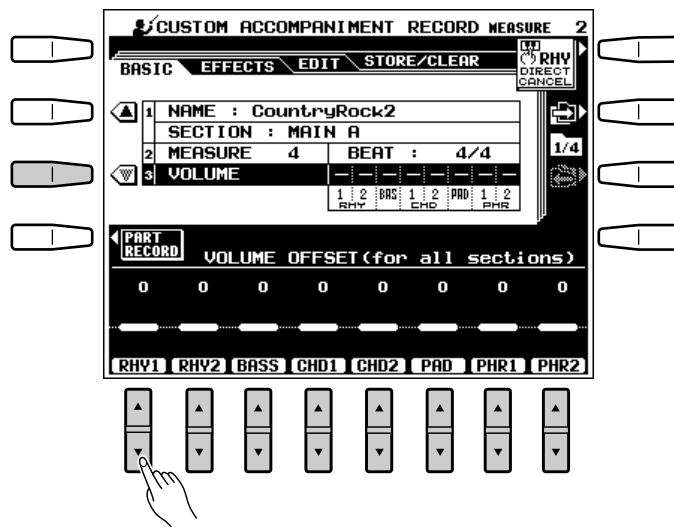 CUSTOM ACCOMPANIMENT RECORD MEASURE 2
BASIC EFFECTS EDIT STORE/CLEAR
RHY
DIRECT
CANCEL
1 NAME : CountryRock2
SECTION : MAIN A
2 MEASURE 4 BEAT : 4/4
1/4
3 VOLUME
1 2 BAS 1 2 PAD 1 2
RHY CHD PHR
PART
RECORD
VOLUME OFFSET(for all sections)
0 0 0 0 0 0 0 0
RHY1 RHY2 BASS CHD1 CHD2 PAD PHR1 PHR2